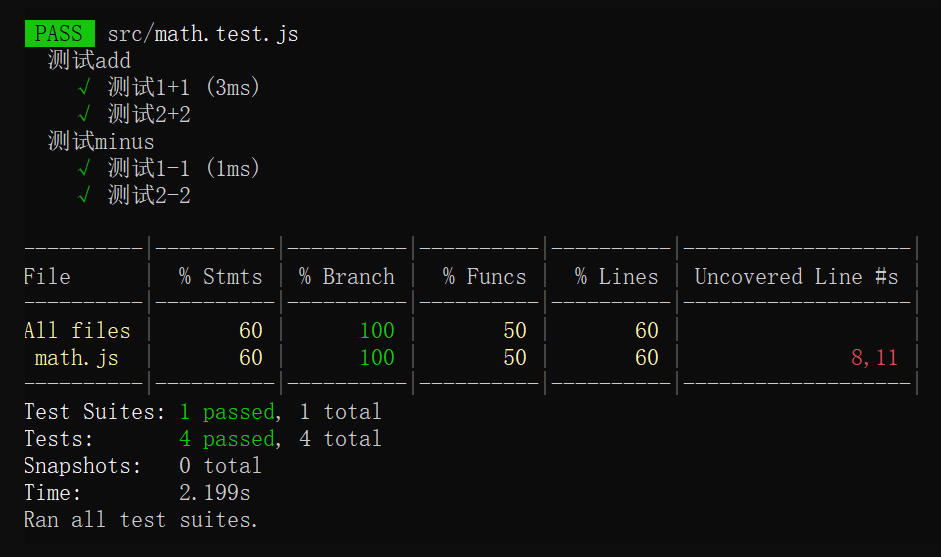 PASS src/math.test.js
测试add
√ 测试1+1 (3ms)
√ 测试2+2
测试minus
√ 测试1-1 (1ms)
√ 测试2-2
----------|----------|----------|----------|----------|-------------------|
File | % Stmts | % Branch | % Funcs | % Lines | Uncovered Line #s |
----------|----------|----------|----------|----------|-------------------|
All files | 60 | 100 | 50 | 60 | |
math.js | 60 | 100 | 50 | 60 | 8,11 |
----------|----------|----------|----------|----------|-------------------|
Test Suites: 1 passed, 1 total
Tests: 4 passed, 4 total
Snapshots: 0 total
Time: 2.199s
Ran all test suites.